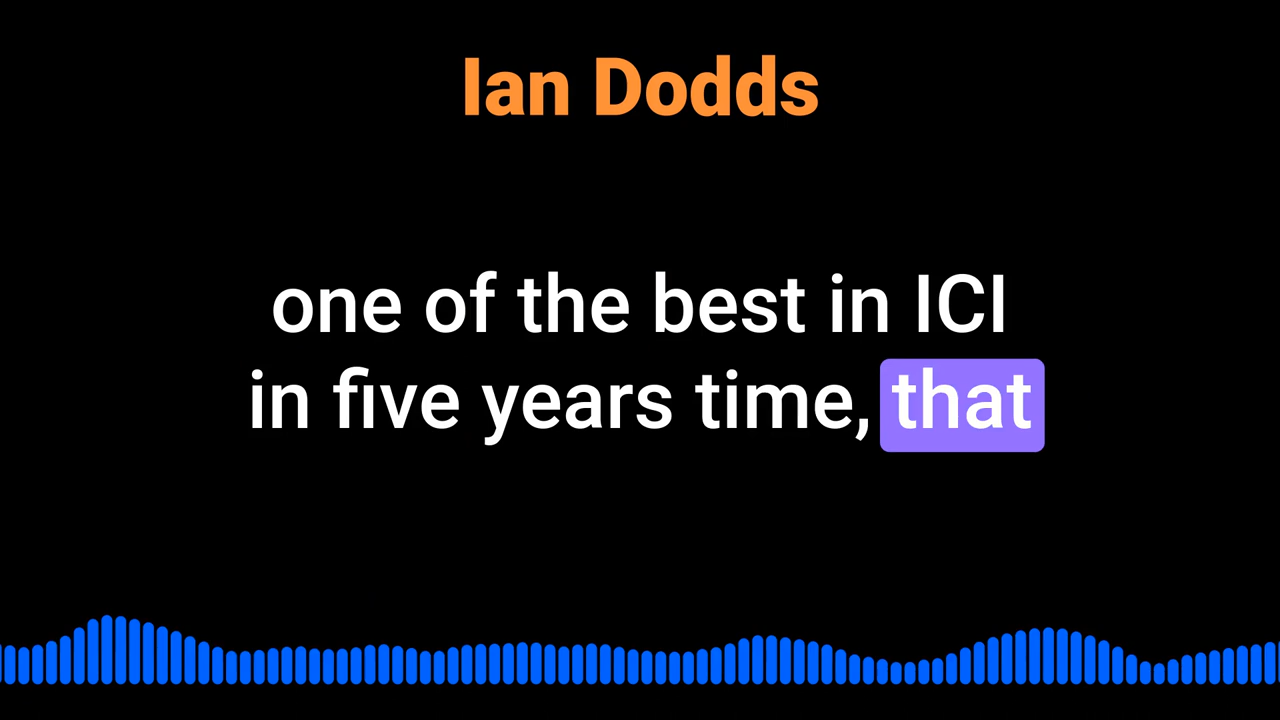 Ian Dodds
one of the best in ICI
in five years time, that